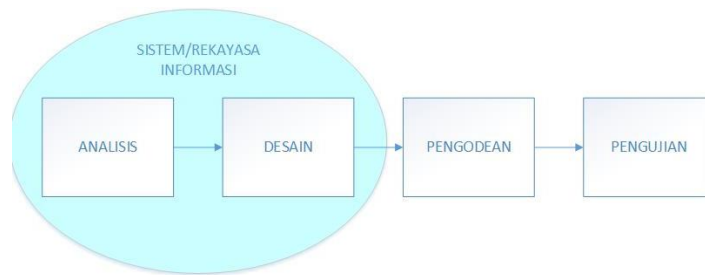 SISTEM/REKAYASA
INFORMASI
ANALISIS
DESAIN
PENGODEAN
PENGUJIAN